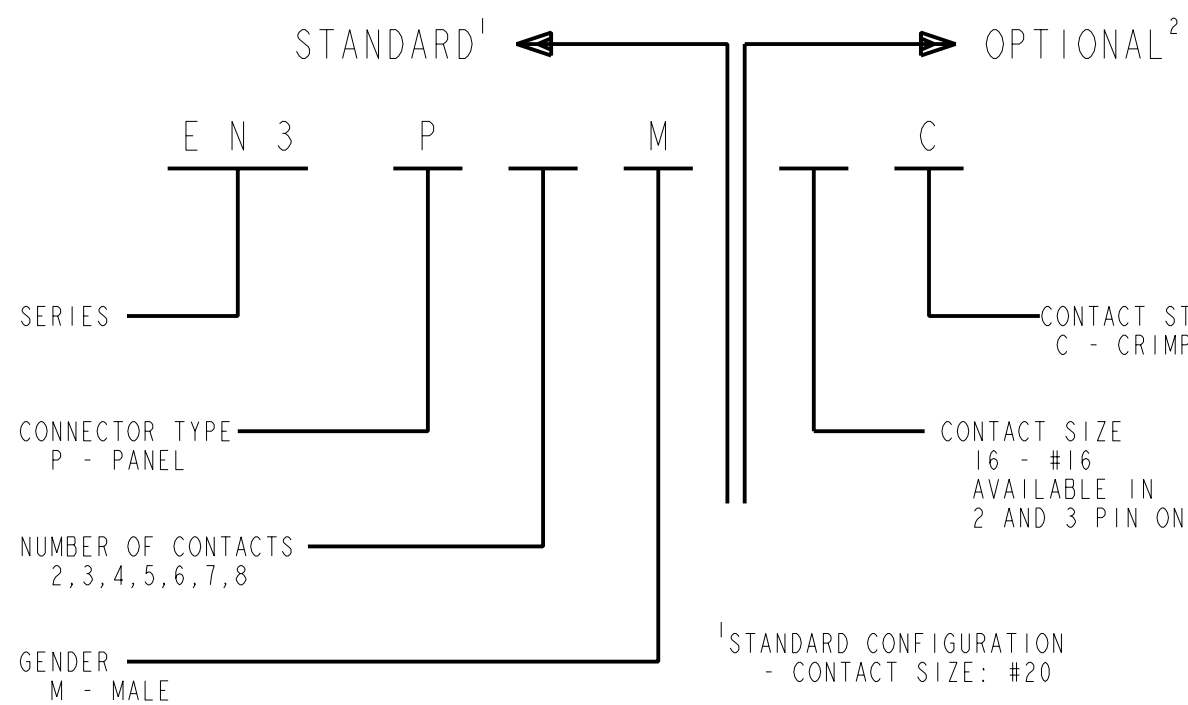 STANDARD¹ OPTIONAL²
EN3 P M C
SERIES
CONTACT ST
C - CRIMP
CONNECTOR TYPE
P - PANEL
CONTACT SIZE
16 - #16
AVAILABLE IN
2 AND 3 PIN ON
NUMBER OF CONTACTS
2,3,4,5,6,7,8
¹STANDARD CONFIGURATION
- CONTACT SIZE: #20
GENDER
M - MALE